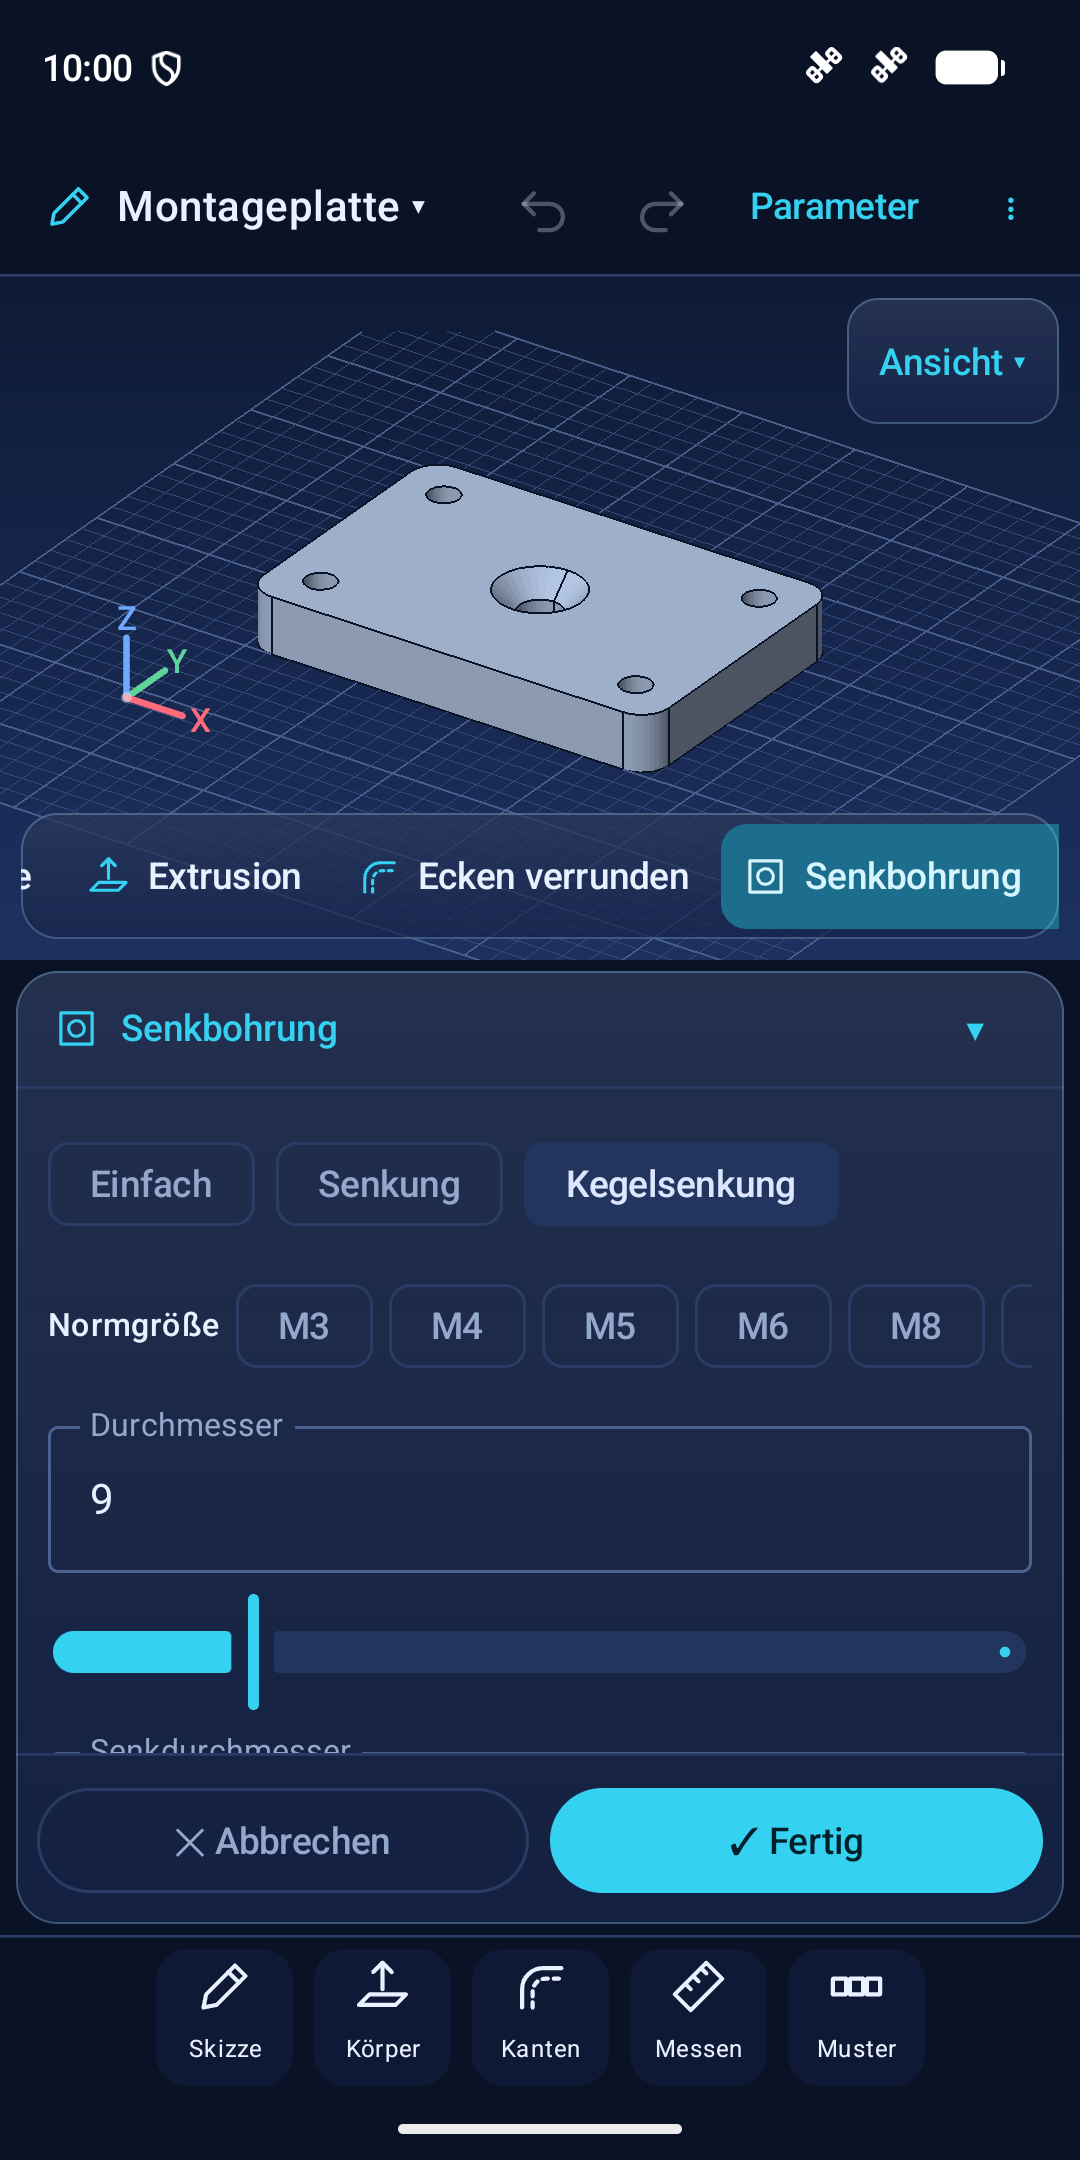 10:00
Montageplatte ▾
Parameter
Ansicht ▾
Z
Y
X
e
Extrusion
Ecken verrunden
Senkbohrung
Senkbohrung ▼
Einfach
Senkung
Kegelsenkung
Normgröße
M3
M4
M5
M6
M8
Durchmesser
9
Senkdurchmesser
Abbrechen
✓ Fertig
Skizze
Körper
Kanten
Messen
Muster